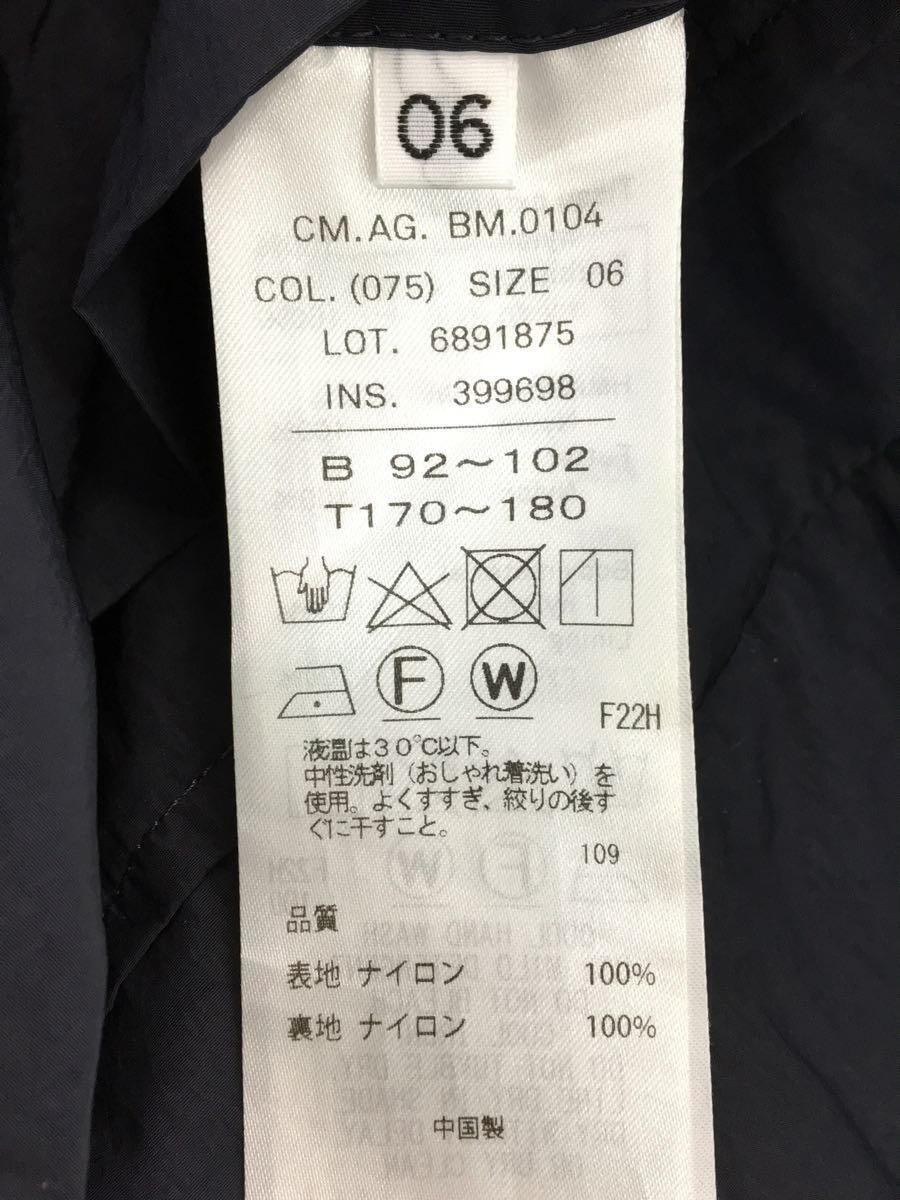 06
CM.AG. BM.0104
COL.(075) SIZE 06
LOT. 6891875
INS. 399698
B 92～102
T170～180
F W
F22H
液温は30℃以下。
中性洗剤（おしゃれ着洗い）を
使用。よくすすぎ、絞りの後す
ぐに干すこと。
109
品質
表地 ナイロン 100%
裏地 ナイロン 100%
中国製